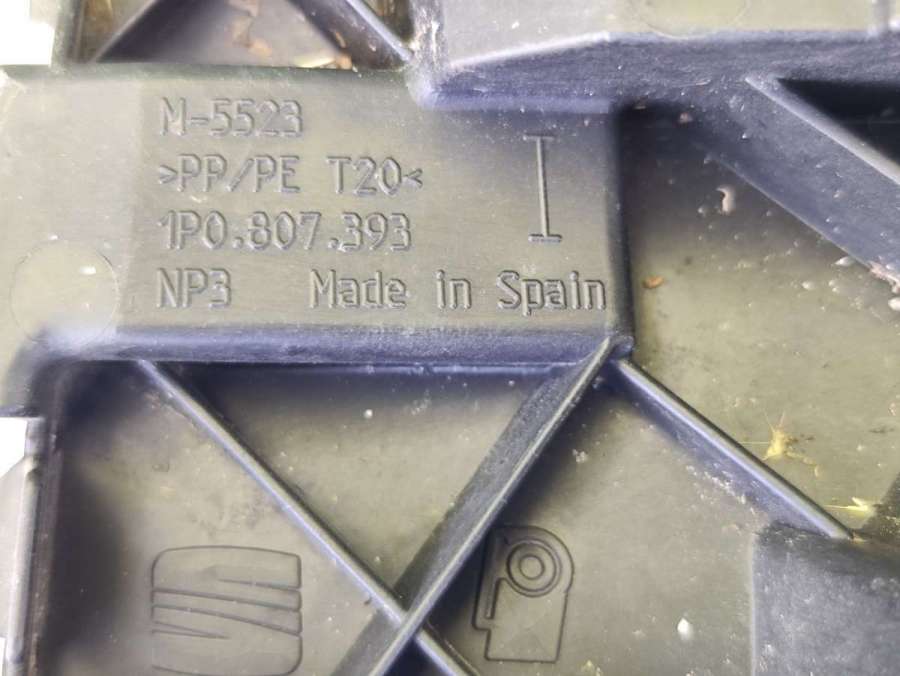 N-5523
>PP/PE T20<
1P0.807.393
NP3 Made in Spain